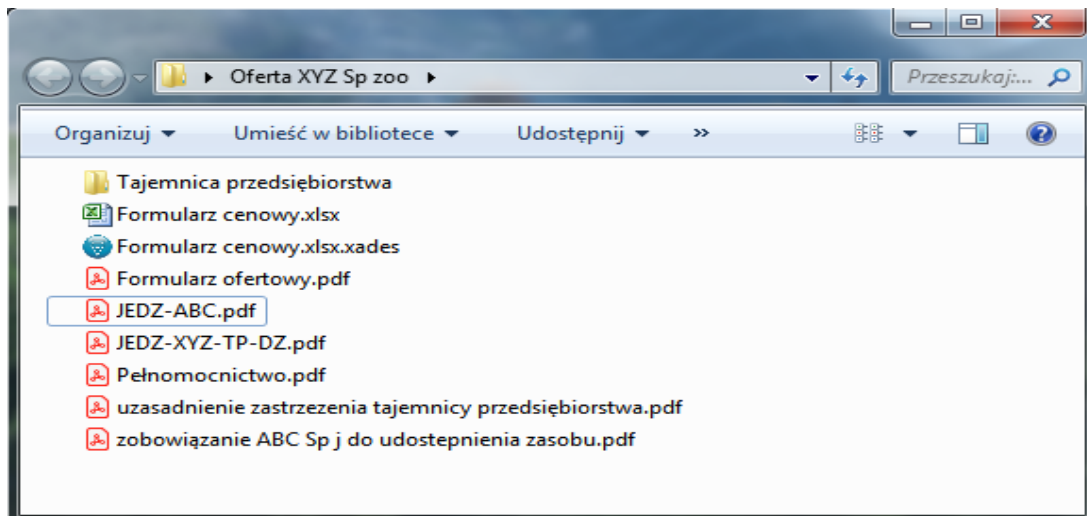 Oferta XYZ Sp zoo
Przeszukaj:...
Organizuj Umieść w bibliotece Udostępnij »
Tajemnica przedsiębiorstwa
Formularz cenowy.xlsx
Formularz cenowy.xlsx.xades
Formularz ofertowy.pdf
JEDZ-ABC.pdf
JEDZ-XYZ-TP-DZ.pdf
Pełnomocnictwo.pdf
uzasadnienie zastrzezenia tajemnicy przedsiębiorstwa.pdf
zobowiązanie ABC Sp j do udostepnienia zasobu.pdf